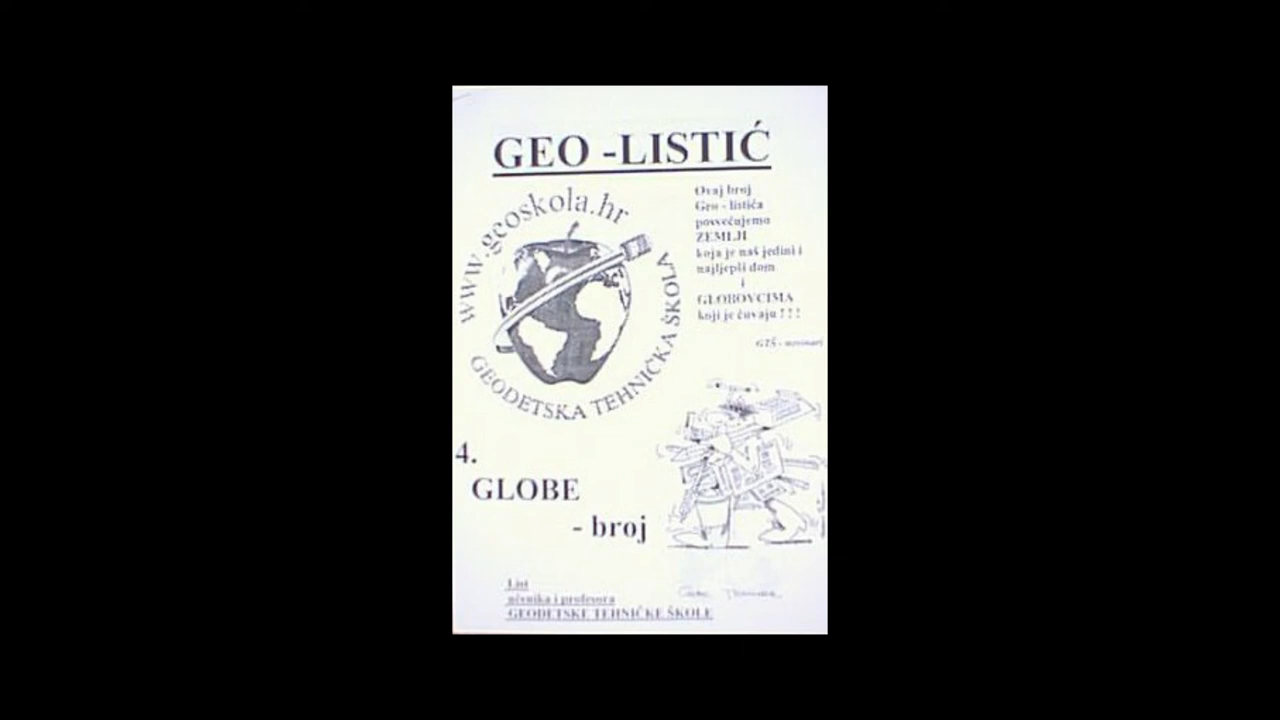 GEO -LISTIĆ
www.geoskola.hr
GEODETSKA TEHNIČKA ŠKOLA
Ovaj broj
Geo - listića
posvećujemo
ZEMLJI
koja je naš jedini i
najljepši dom
i
GLOBOVCIMA
koji je čuvaju ! ! !
GTŠ - novinari
4.
GLOBE
- broj
List
učenika i profesora
GEODETSKE TEHNIČKE ŠKOLE